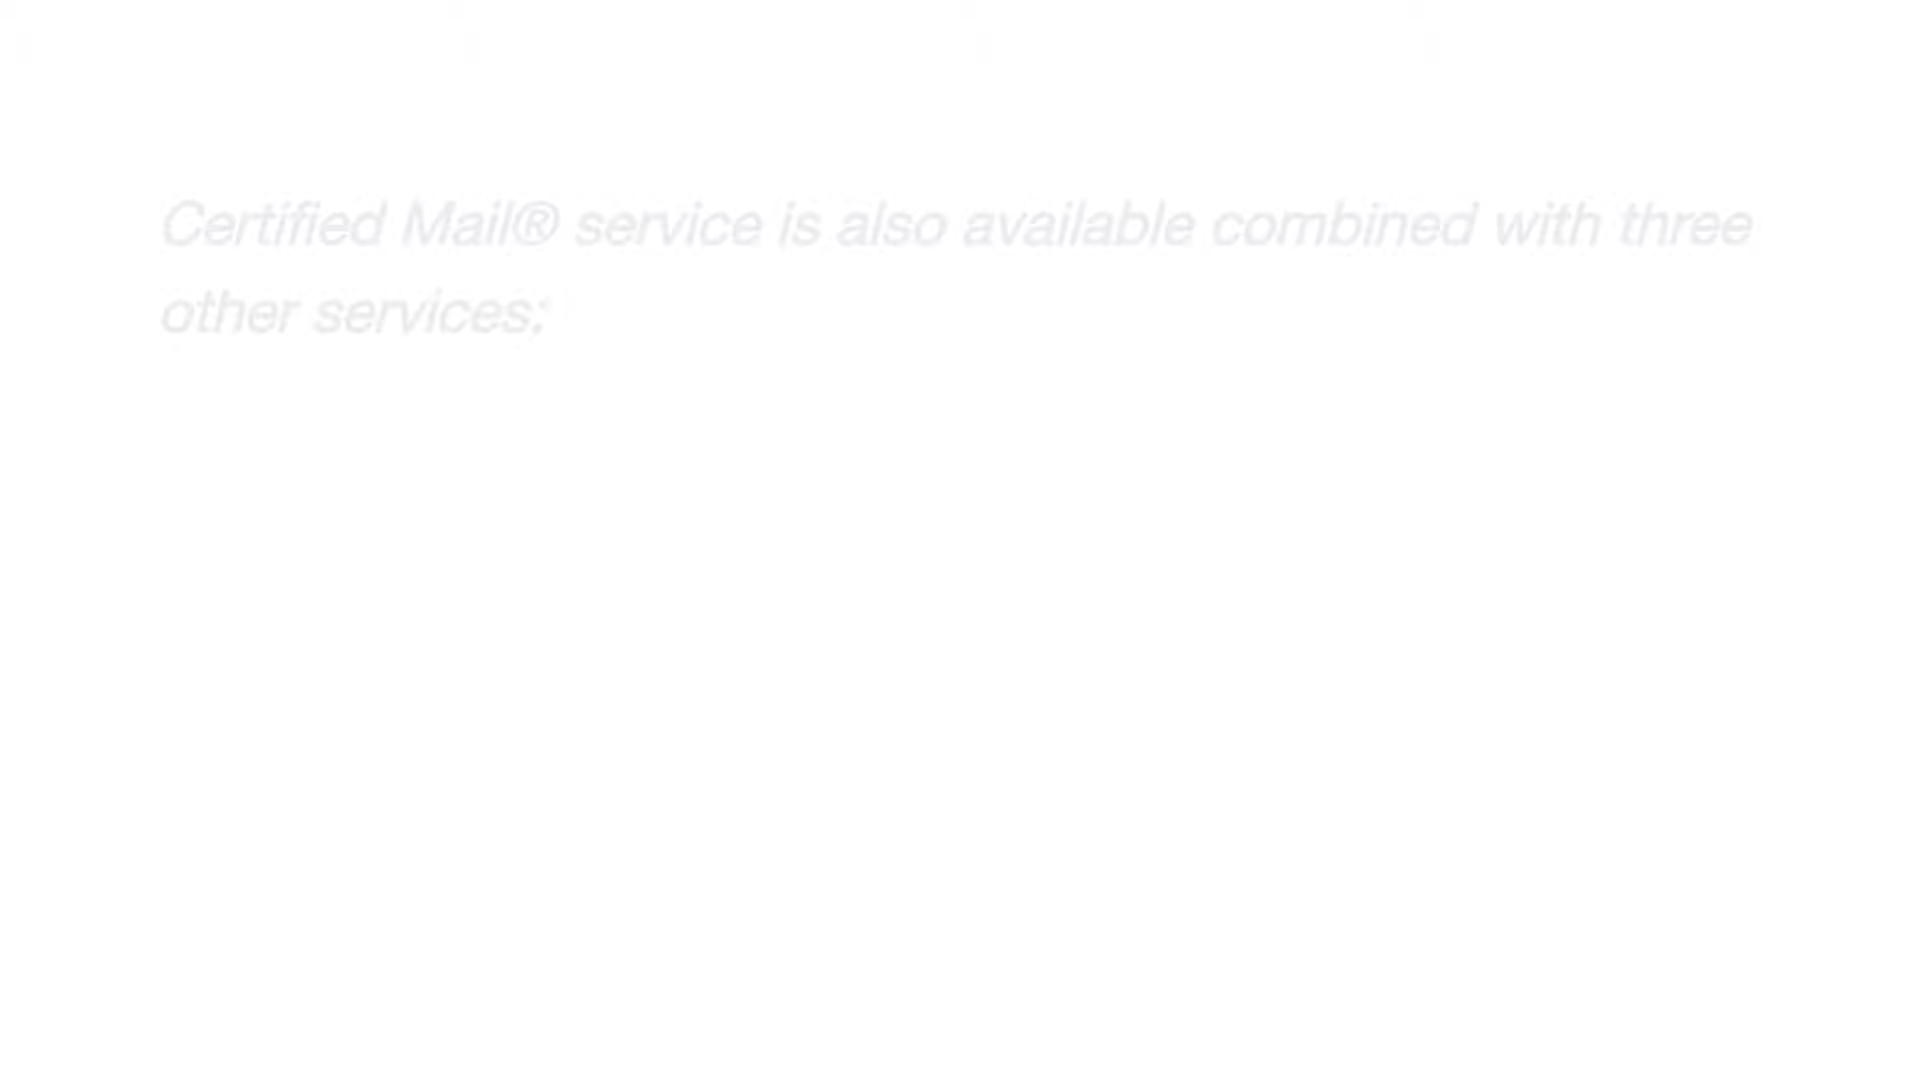 Certified Mail® service is also available combined with three
other services: